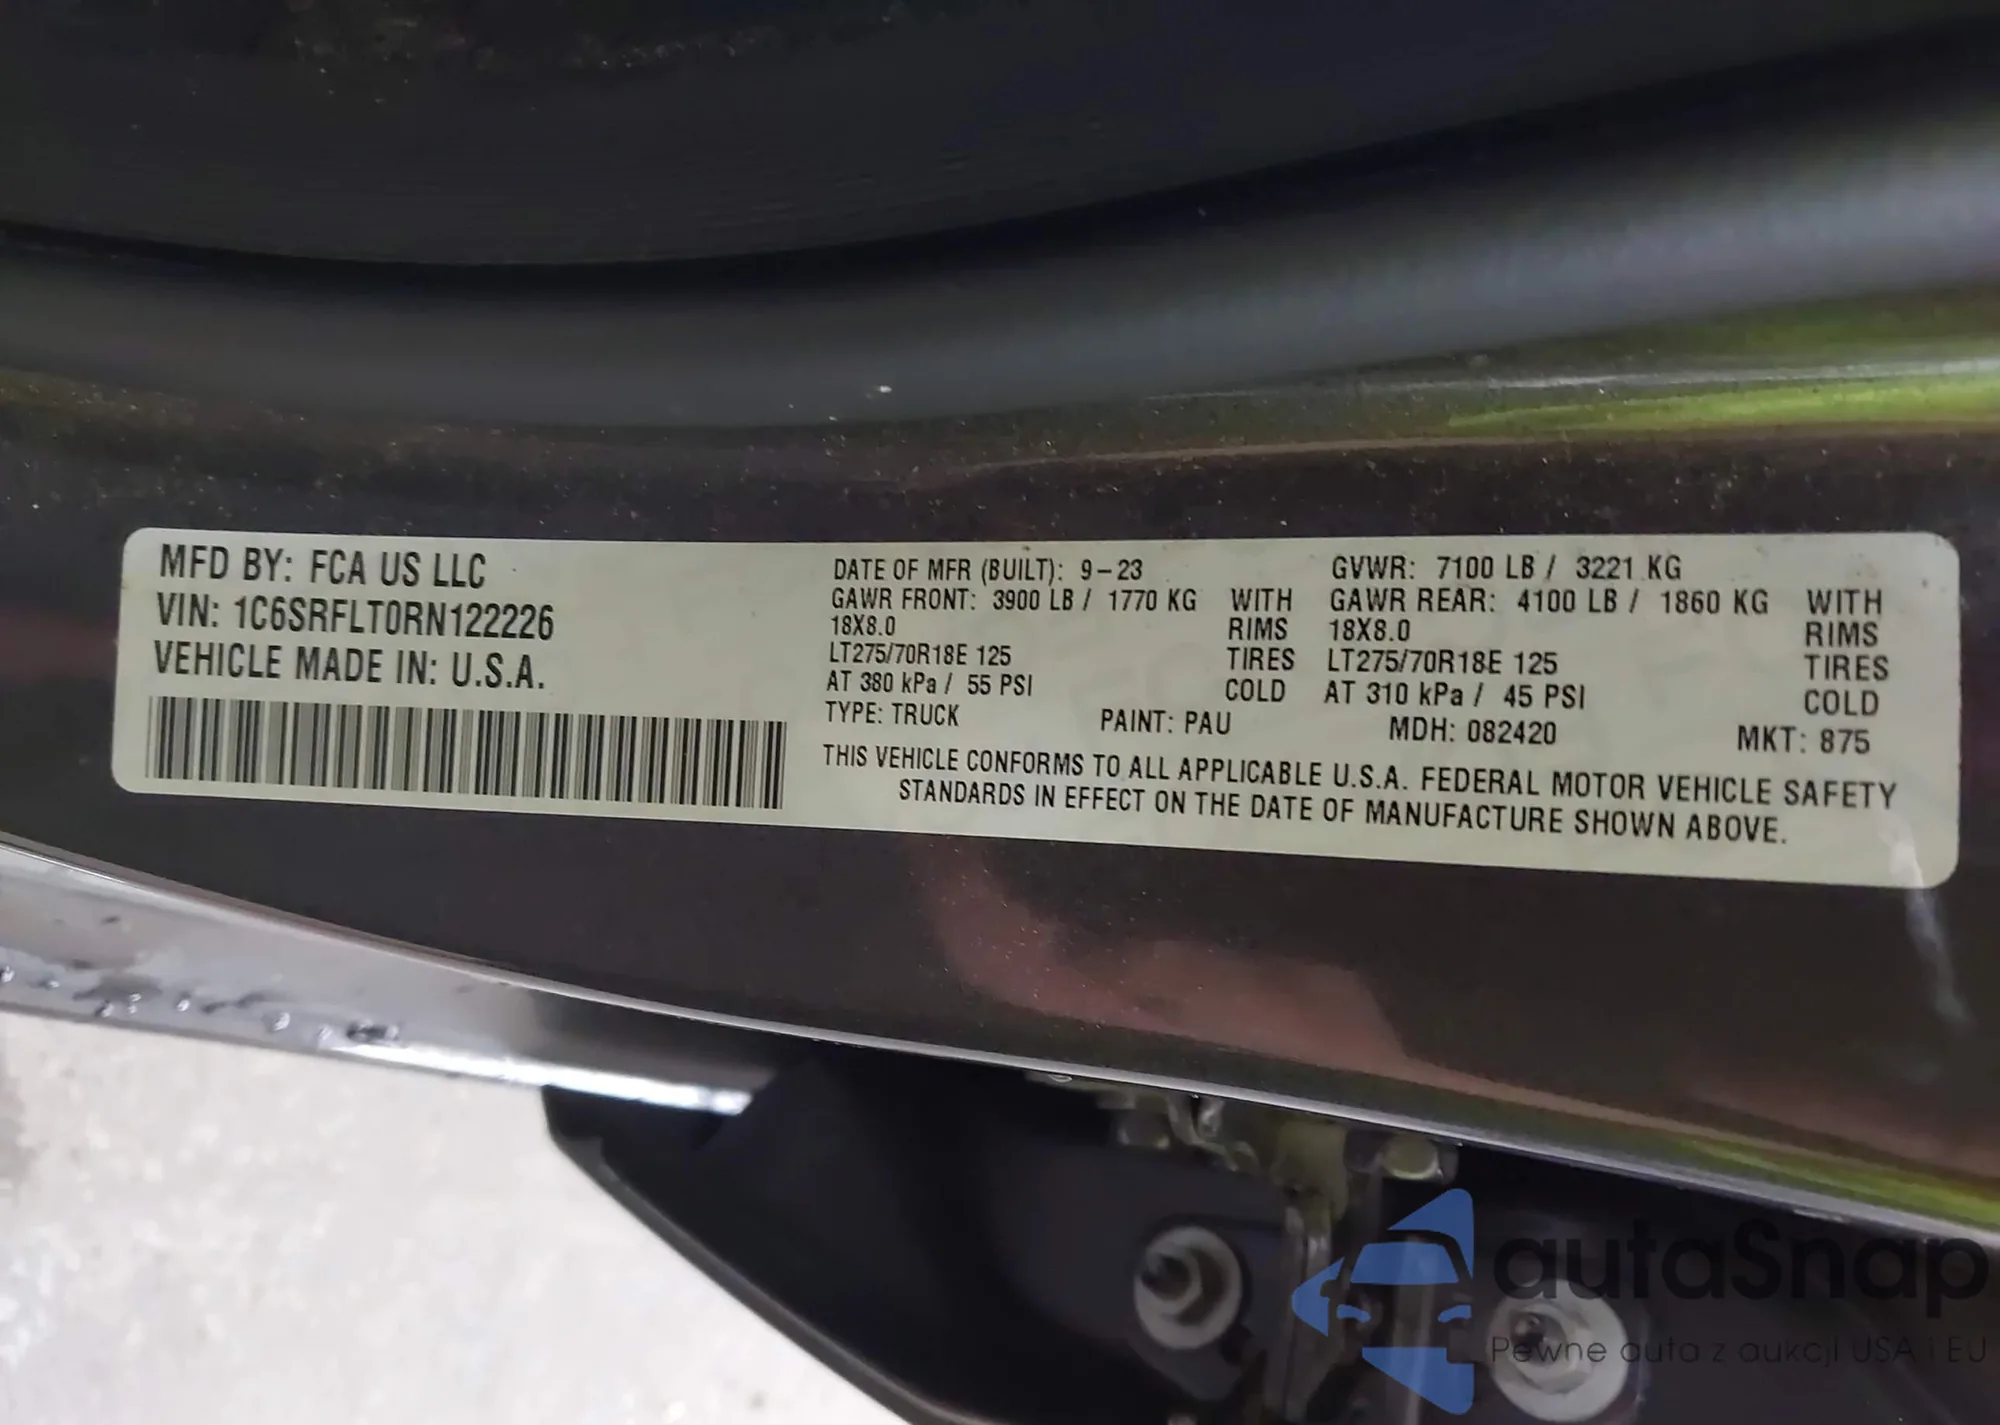 MFD BY: FCA US LLC
VIN: 1C6SRFLT0RN122226
VEHICLE MADE IN: U.S.A.
DATE OF MFR (BUILT): 9-23 GVWR: 7100 LB / 3221 KG
GAWR FRONT: 3900 LB / 1770 KG WITH GAWR REAR: 4100 LB / 1860 KG WITH
18X8.0 RIMS 18X8.0 RIMS
LT275/70R18E 125 TIRES LT275/70R18E 125 TIRES
AT 380 kPa / 55 PSI COLD AT 310 kPa / 45 PSI COLD
TYPE: TRUCK PAINT: PAU MDH: 082420 MKT: 875
THIS VEHICLE CONFORMS TO ALL APPLICABLE U.S.A. FEDERAL MOTOR VEHICLE SAFETY
STANDARDS IN EFFECT ON THE DATE OF MANUFACTURE SHOWN ABOVE.
autaSnap
Pewne auta z aukcji USA i EU